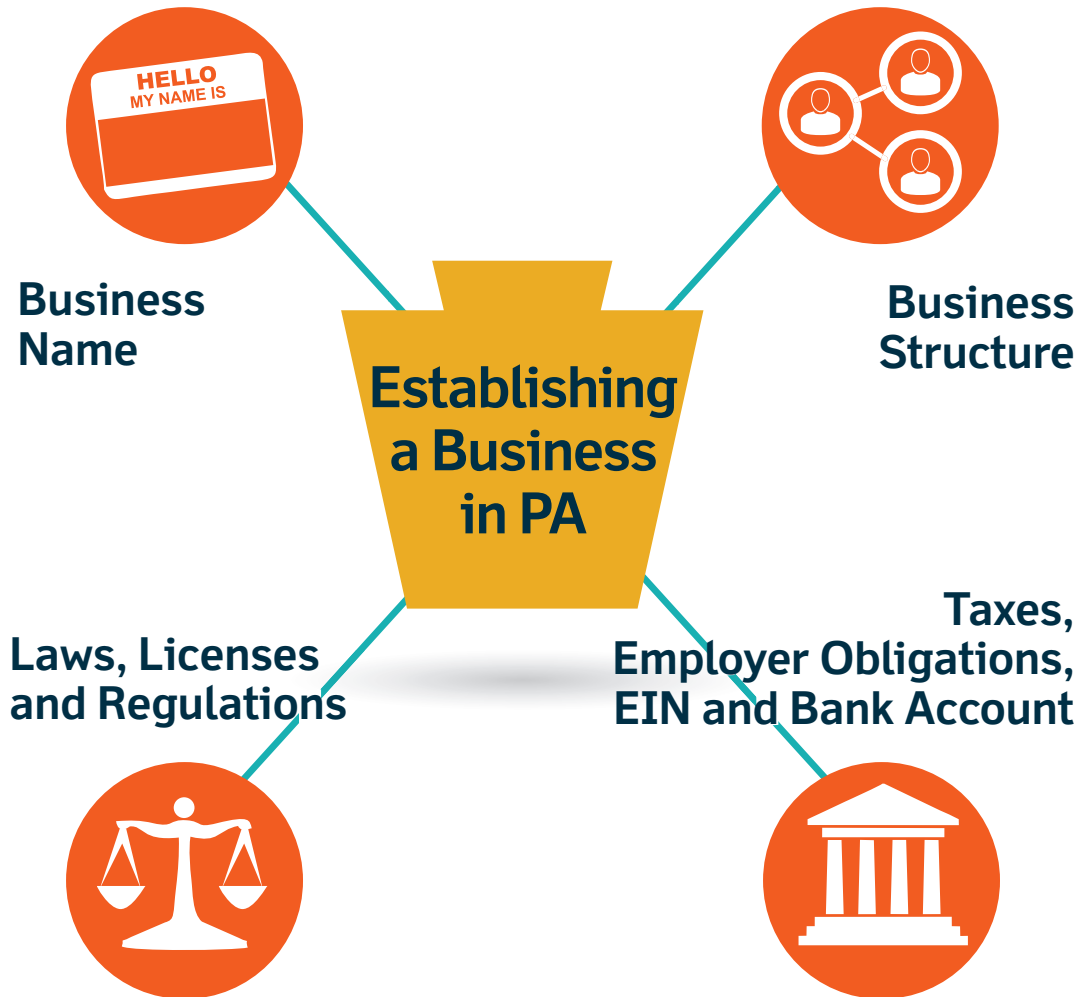 HELLO
MY NAME IS
Business
Name
Business
Structure
Establishing
a Business
in PA
Laws, Licenses
and Regulations
Taxes,
Employer Obligations,
EIN and Bank Account